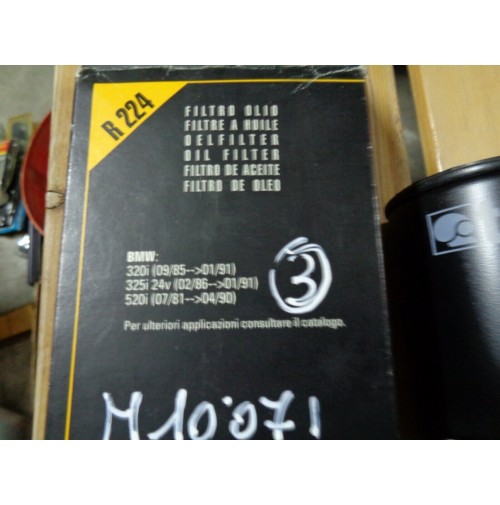 R 224
FILTRO OLIO
FILTRE A HUILE
OELFILTER
OIL FILTER
FILTRO DE ACEITE
FILTRO DE OLEO
BMW:
320i (09/85-->01/91)
325i 24v (02/86-->01/91)
520i (07/81-->04/90)
3
Per ulteriori applicazioni consultare il catalogo.
M10071